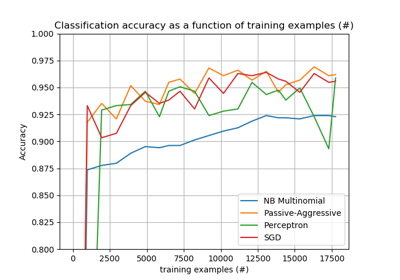 Classification accuracy as a function of training examples (#)
1.000
0.975
0.950
0.925
0.900
0.875
0.850
0.825
0.800
Accuracy
NB Multinomial
Passive-Aggressive
Perceptron
SGD
0 2500 5000 7500 10000 12500 15000 17500
training examples (#)